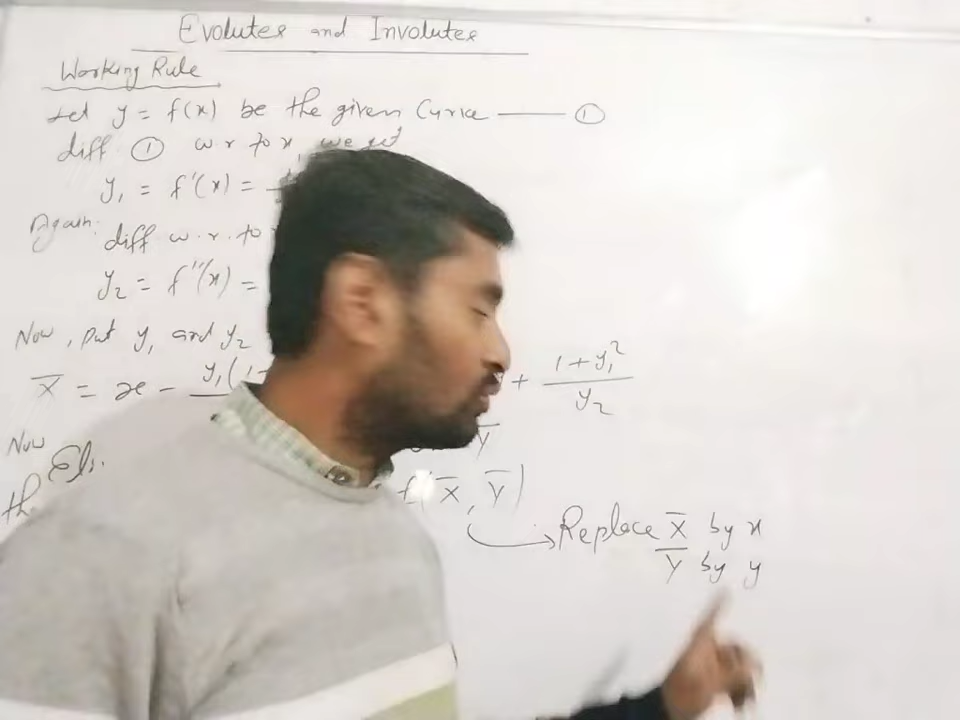 Evolutes and Involutes
Working Rule
Let y = f(x) be the given Curve —— ①
diff. ① w.r to x, we get
y₁ = f'(x) =
Again diff w.r.to
y₂ = f''(x) =
Now, put y₁ and y₂
X̄ = x - y₁(1+ + 1+y₁² / y₂
Now Y̅
Eli. f(X̄, Y̅)
Replace X̄ by x
Y̅ by y